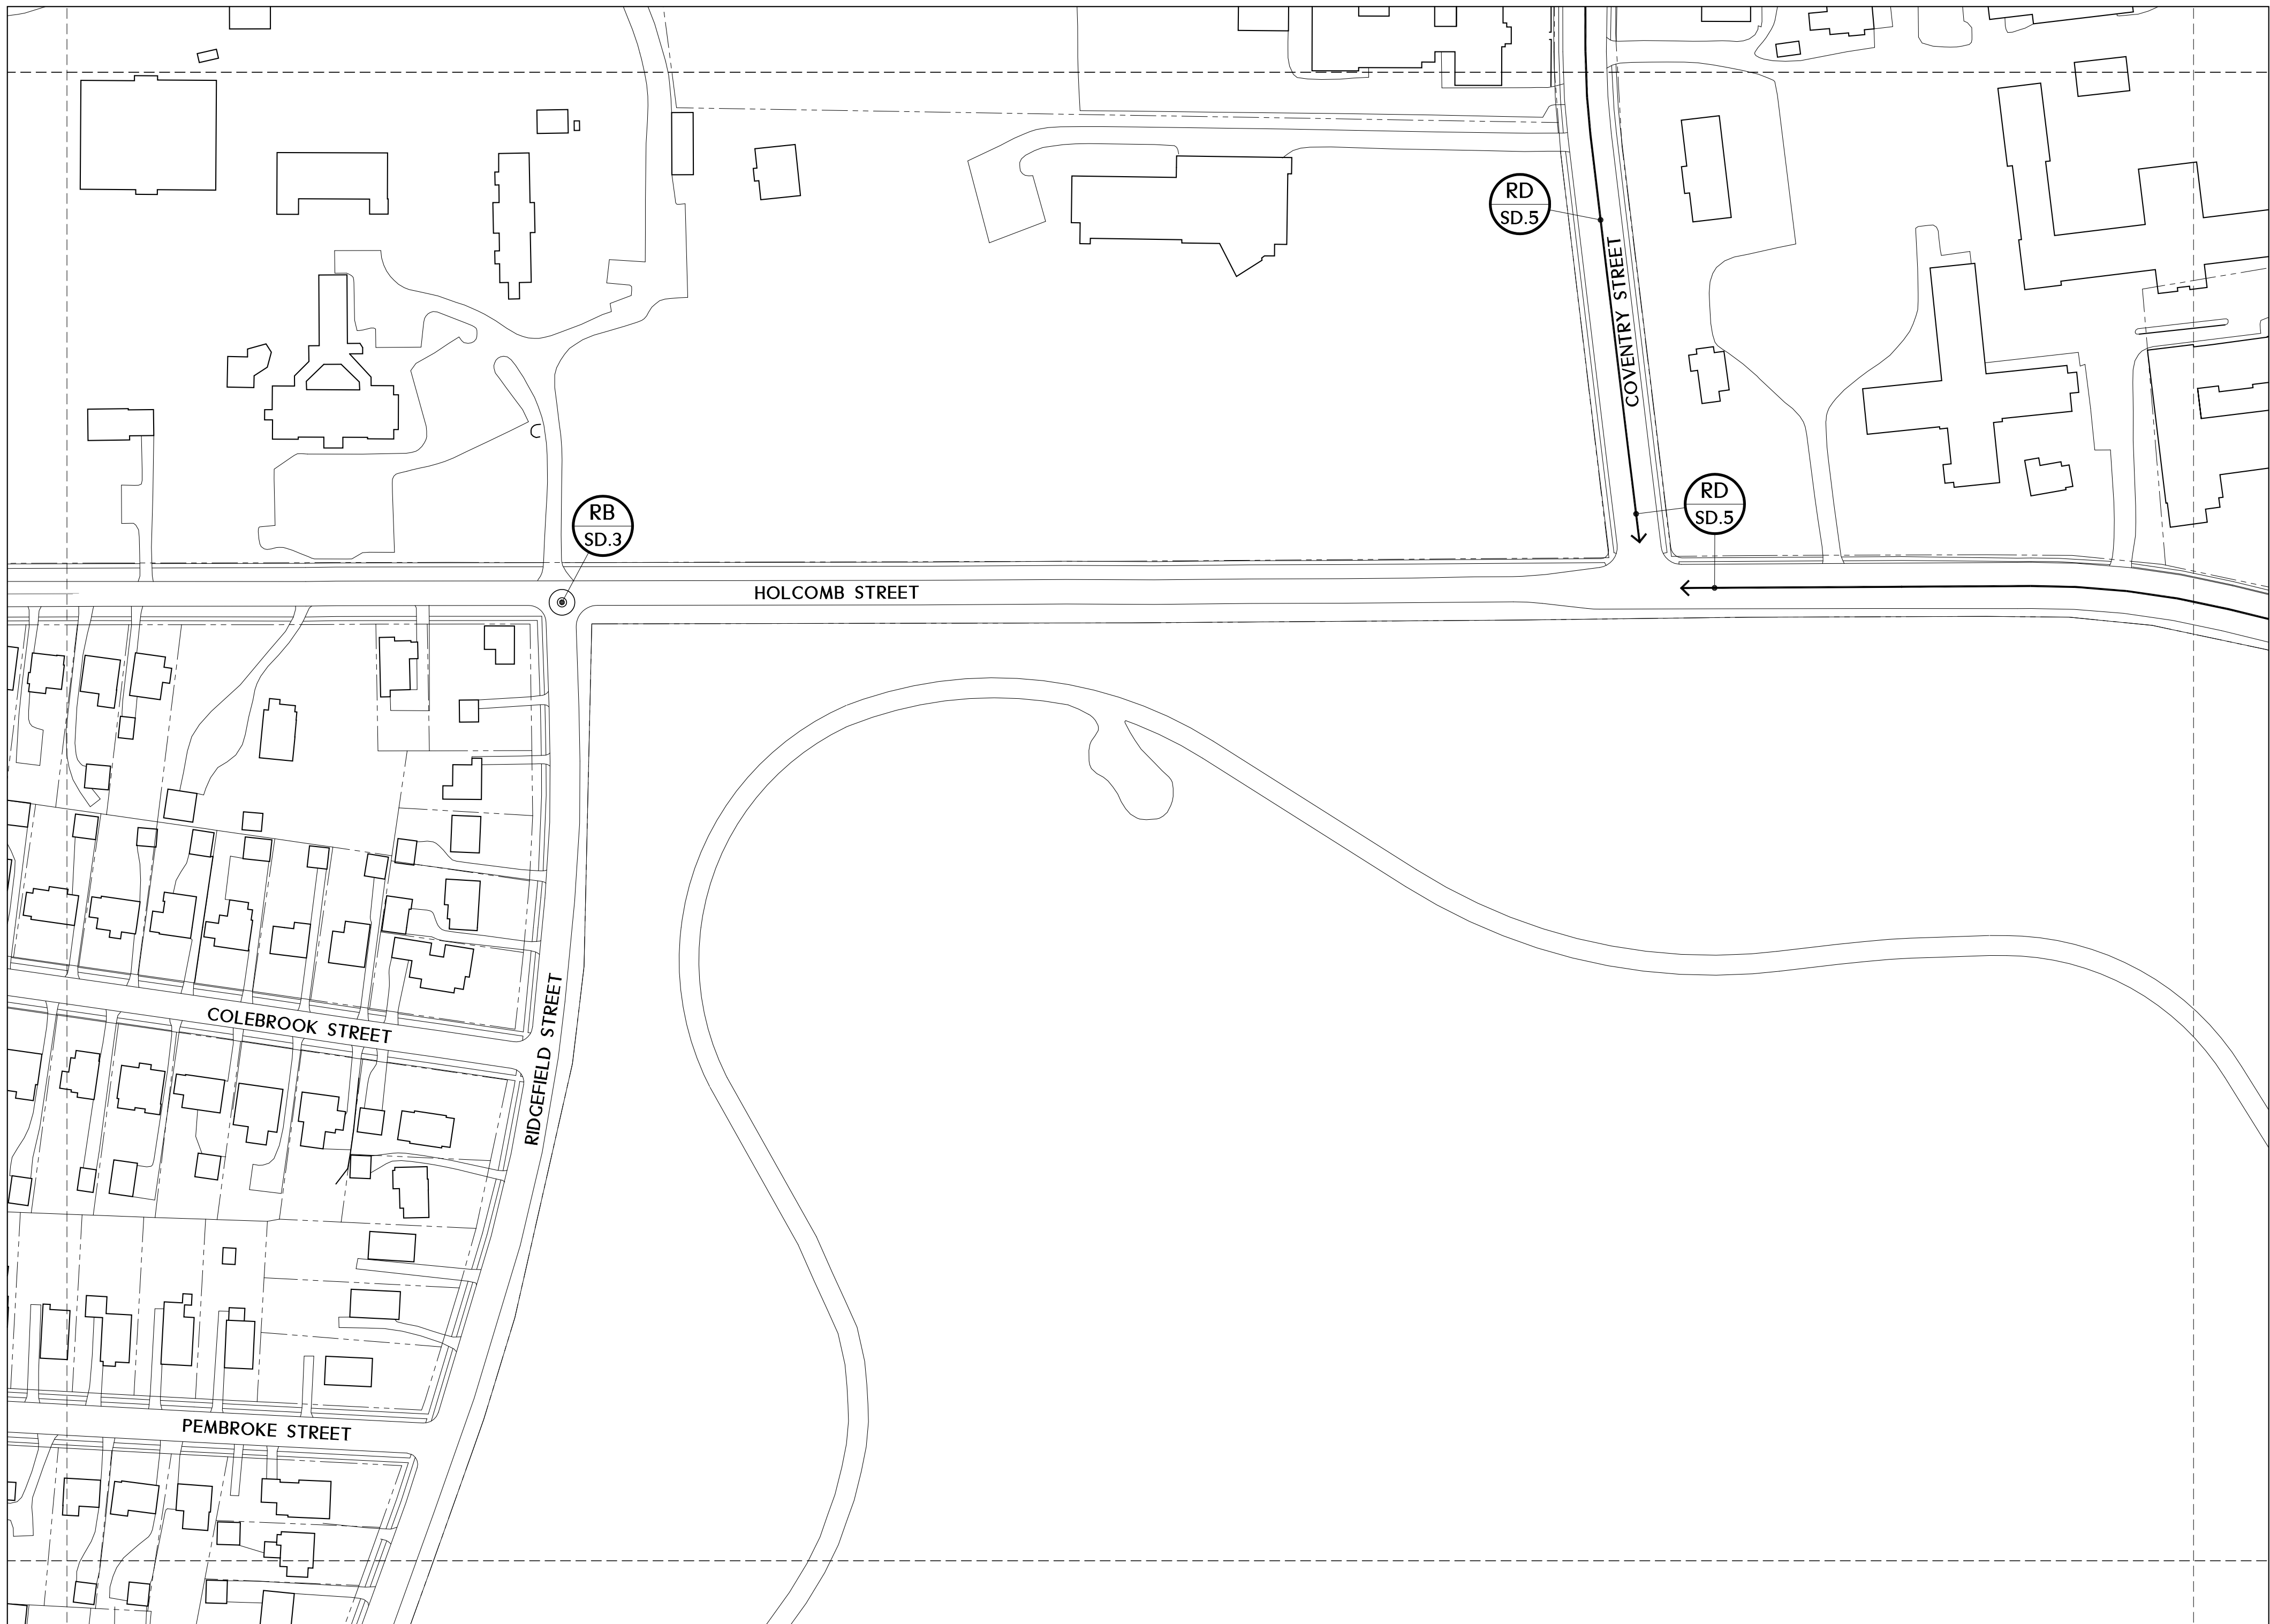 RD
SD.5
COVENTRY STREET
RD
SD.5
RB
SD.3
HOLCOMB STREET
RIDGEFIELD STREET
COLEBROOK STREET
PEMBROKE STREET